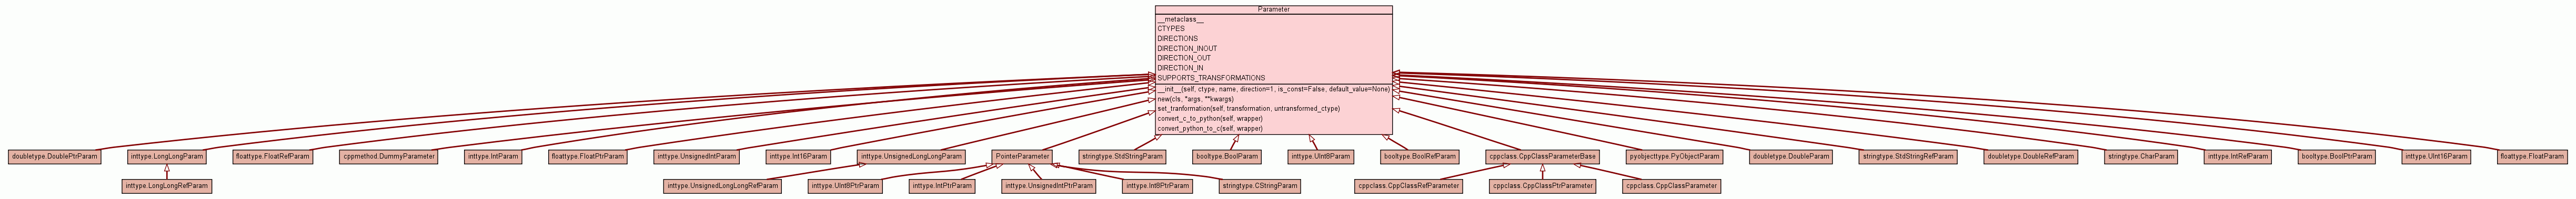 Parameter
__metaclass__
CTYPES
DIRECTIONS
DIRECTION_INOUT
DIRECTION_OUT
DIRECTION_IN
SUPPORTS_TRANSFORMATIONS
__init__(self, ctype, name, direction=1, is_const=False, default_value=None)
new(cls, *args, **kwargs)
set_tranformation(self, transformation, untransformed_ctype)
convert_c_to_python(self, wrapper)
convert_python_to_c(self, wrapper)
doubletype.DoublePtrParam
inttype.LongLongParam
floattype.FloatRefParam
cppmethod.DummyParameter
inttype.IntParam
floattype.FloatPtrParam
inttype.UnsignedIntParam
inttype.Int16Param
inttype.UnsignedLongLongParam
PointerParameter
stringtype.StdStringParam
booltype.BoolParam
inttype.UInt8Param
booltype.BoolRefParam
cppclass.CppClassParameterBase
pyobjecttype.PyObjectParam
doubletype.DoubleParam
stringtype.StdStringRefParam
doubletype.DoubleRefParam
stringtype.CharParam
inttype.IntRefParam
booltype.BoolPtrParam
inttype.UInt16Param
floattype.FloatParam
inttype.LongLongRefParam
inttype.UnsignedLongLongRefParam
inttype.UInt8PtrParam
inttype.IntPtrParam
inttype.UnsignedIntPtrParam
inttype.Int8PtrParam
stringtype.CStringParam
cppclass.CppClassRefParameter
cppclass.CppClassPtrParameter
cppclass.CppClassParameter